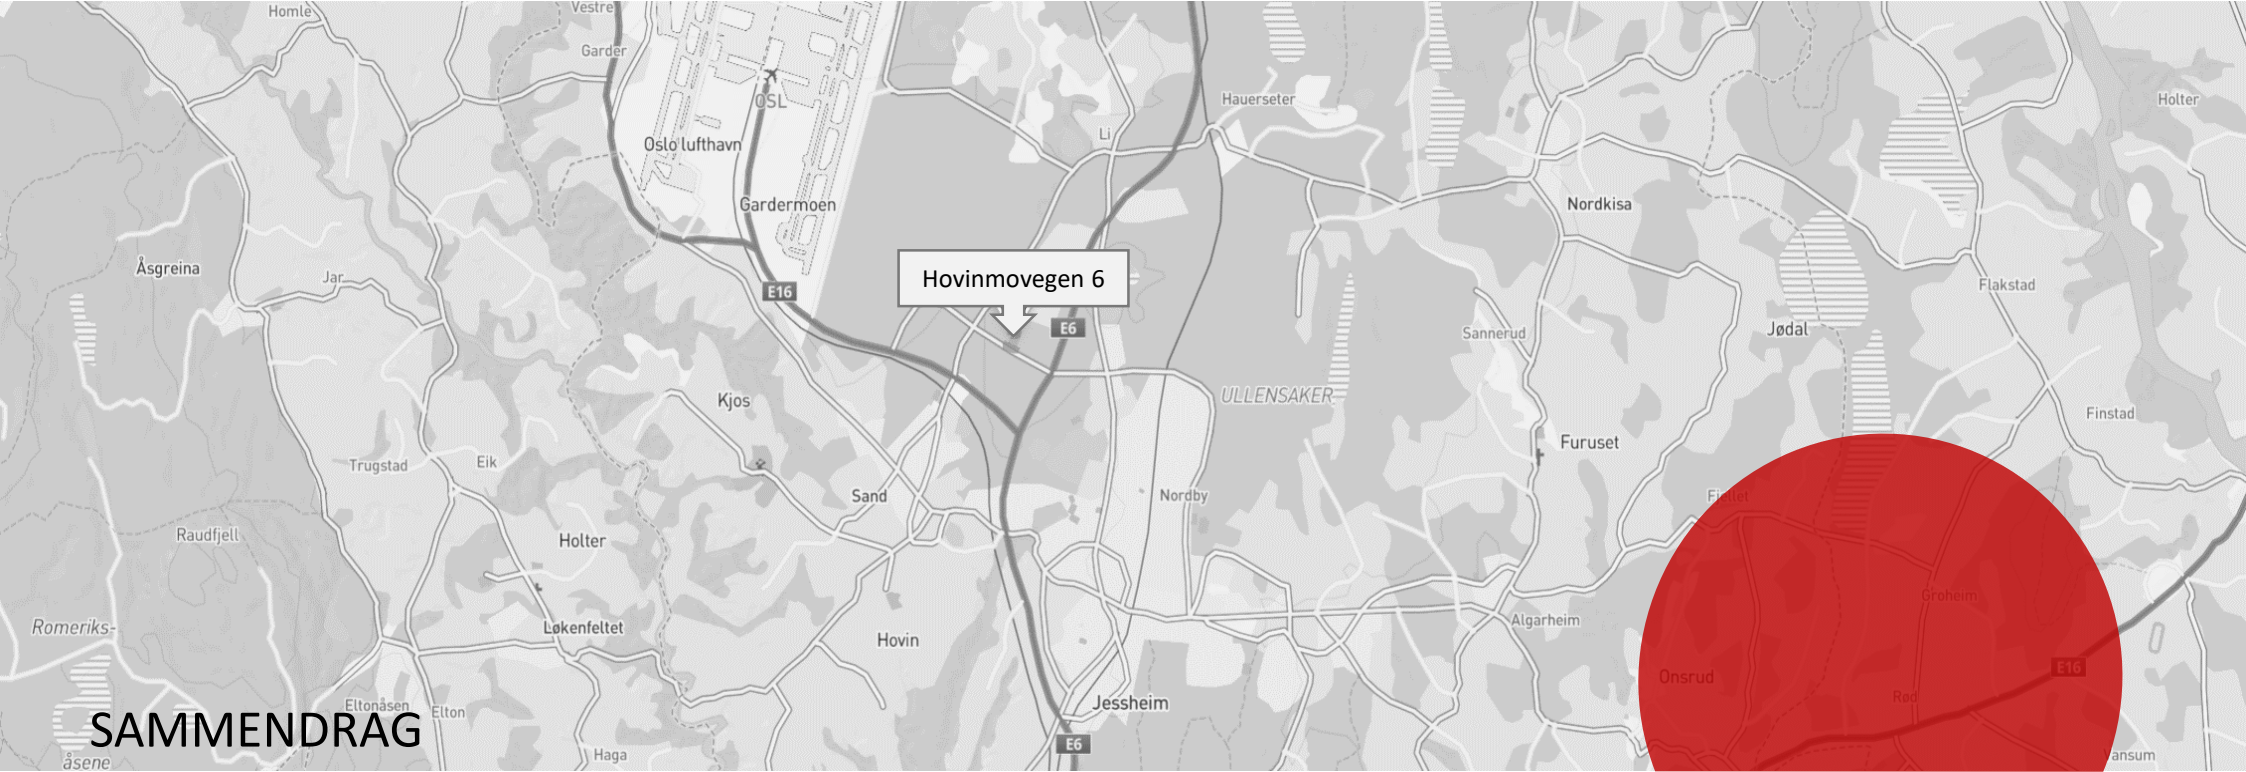 Homle
Vestre
Garder
OSL
Hauerseter
Holter
Li
Oslo lufthavn
Gardermoen
Nordkisa
Åsgreina
Jar
Hovinmovegen 6
E16
E6
Flakstad
Sannerud
Jødal
Kjos
ULLENSAKER
Finstad
Furuset
Trugstad
Eik
Sand
Nordby
Fjellet
Raudfjell
Holter
Groheim
Romeriks-
åsene
Løkenfeltet
Hovin
Algarheim
Onsrud
E16
Rød
Eltonåsen
Elton
Jessheim
SAMMENDRAG
E6
Haga